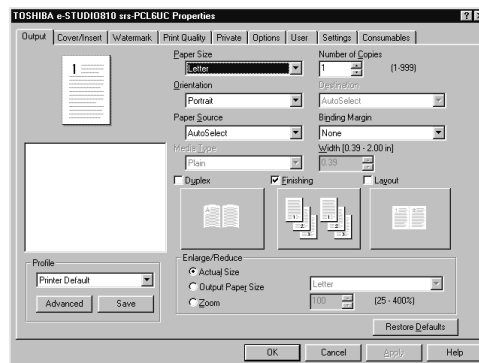 TOSHIBA e-STUDIO810 srs-PCL6UC Properties
Output Cover/Insert Watermark Print Quality Private Options User Settings Consumables
Paper Size
Letter
Number of Copies
1 (1-999)
Orientation
Portrait
Destination
AutoSelect
Paper Source
AutoSelect
Binding Margin
None
Media Type
Plain
Width [0.39 - 2.00 in]
0.39
Duplex Finishing Layout
Profile
Printer Default
Advanced Save
Enlarge/Reduce
Actual Size
Output Paper Size Letter
Zoom 100 (25 - 400%)
Restore Defaults
OK Cancel Apply Help